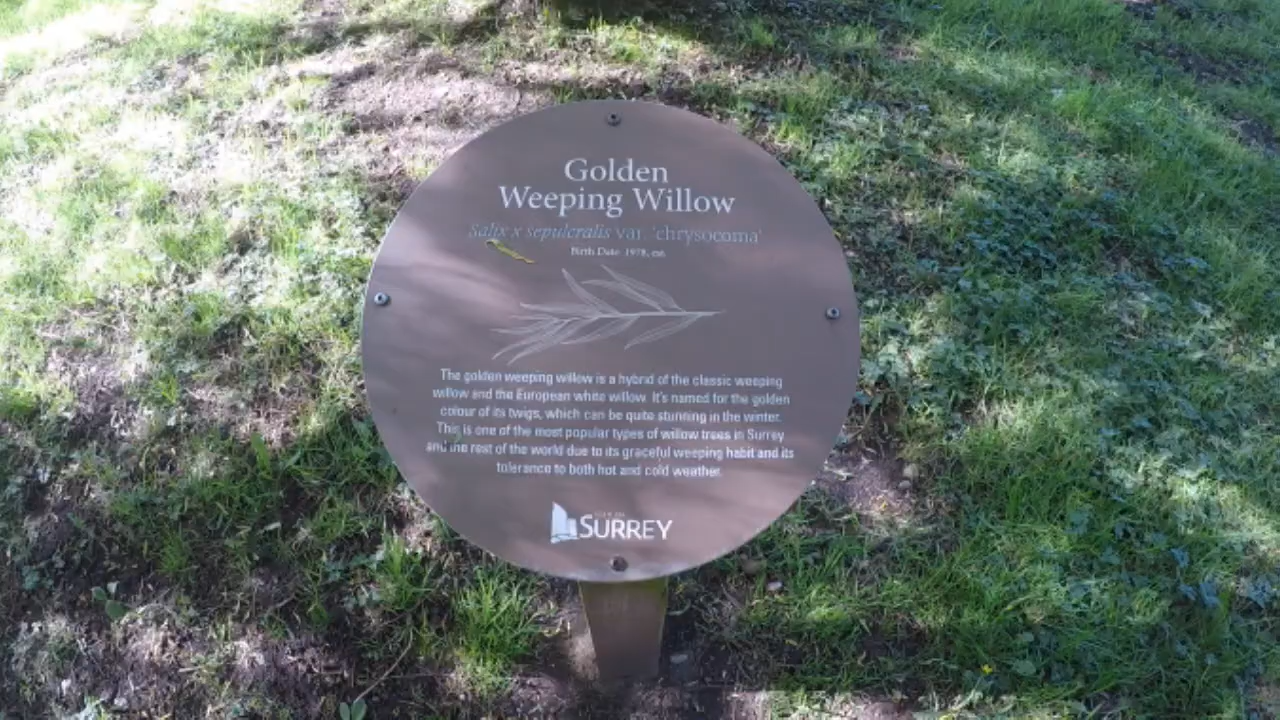 Golden
Weeping Willow
Salix x sepulcralis var. 'chrysocoma'
Birth Date: 1978, ca.
The golden weeping willow is a hybrid of the classic weeping
willow and the European white willow. It's named for the golden
colour of its twigs, which can be quite stunning in the winter.
This is one of the most popular types of willow trees in Surrey
and the rest of the world due to its graceful weeping habit and its
tolerance to both hot and cold weather.
SURREY